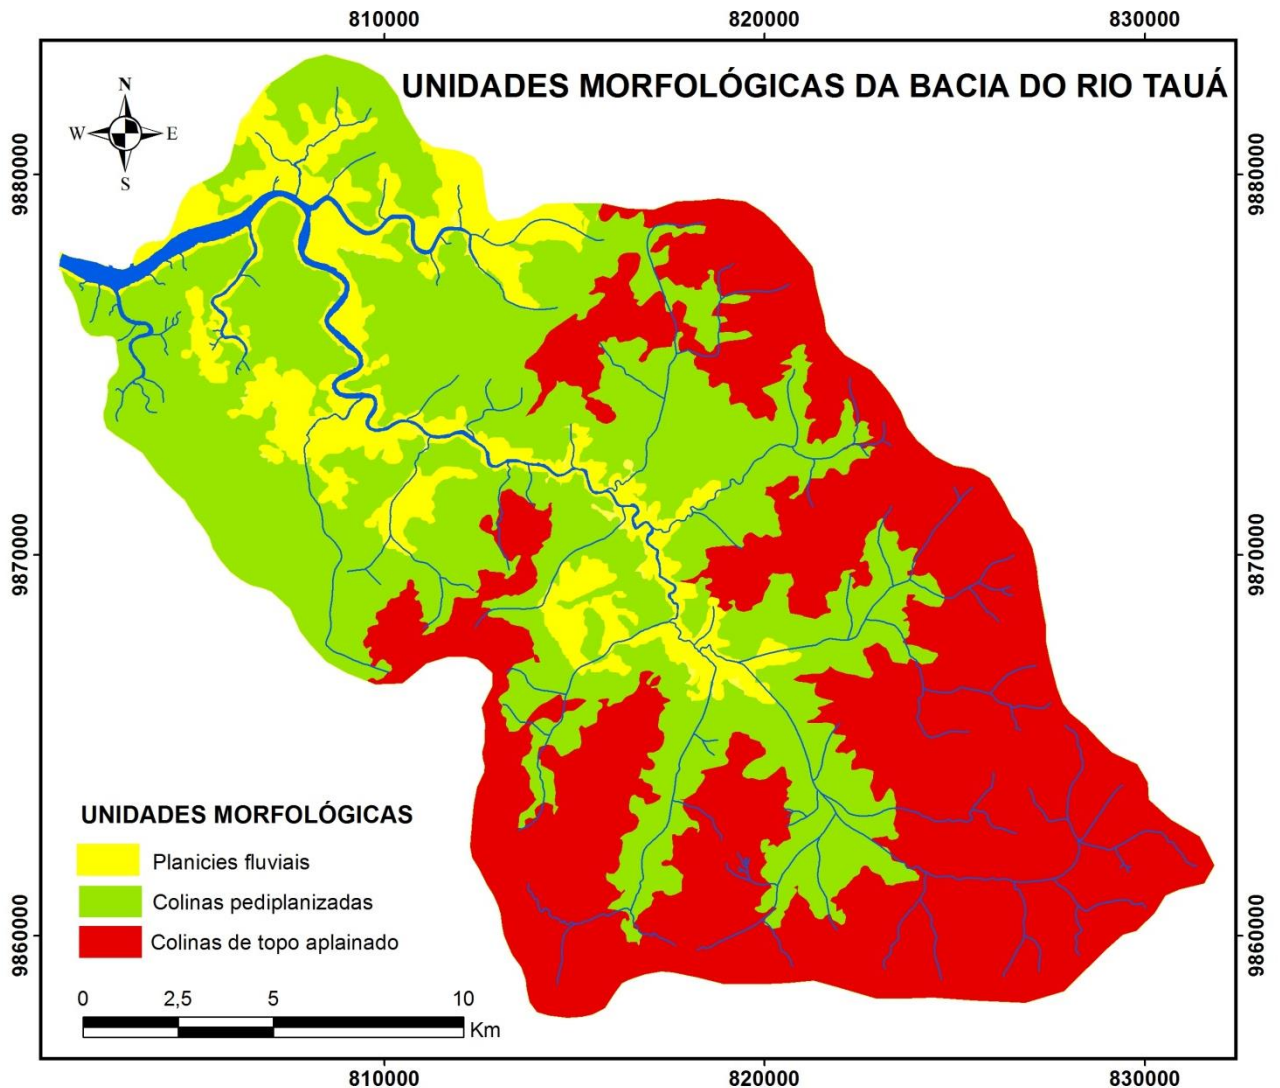 810000 820000 830000
UNIDADES MORFOLÓGICAS DA BACIA DO RIO TAUÁ
N
W E
S
9880000 9880000
9870000 9870000
9860000 9860000
UNIDADES MORFOLÓGICAS
Planicies fluviais
Colinas pediplanizadas
Colinas de topo aplainado
0 2,5 5 10
Km
810000 820000 830000